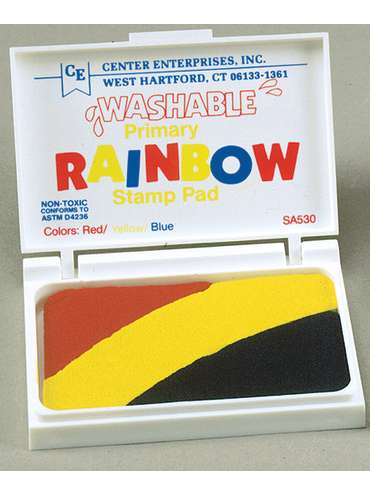 CE
CENTER ENTERPRISES, INC.
WEST HARTFORD, CT 06133-1361
WASHABLE
Primary
RAINBOW
Stamp Pad
NON-TOXIC
CONFORMS TO
ASTM D4236
SA530
Colors: Red/ Yellow/ Blue